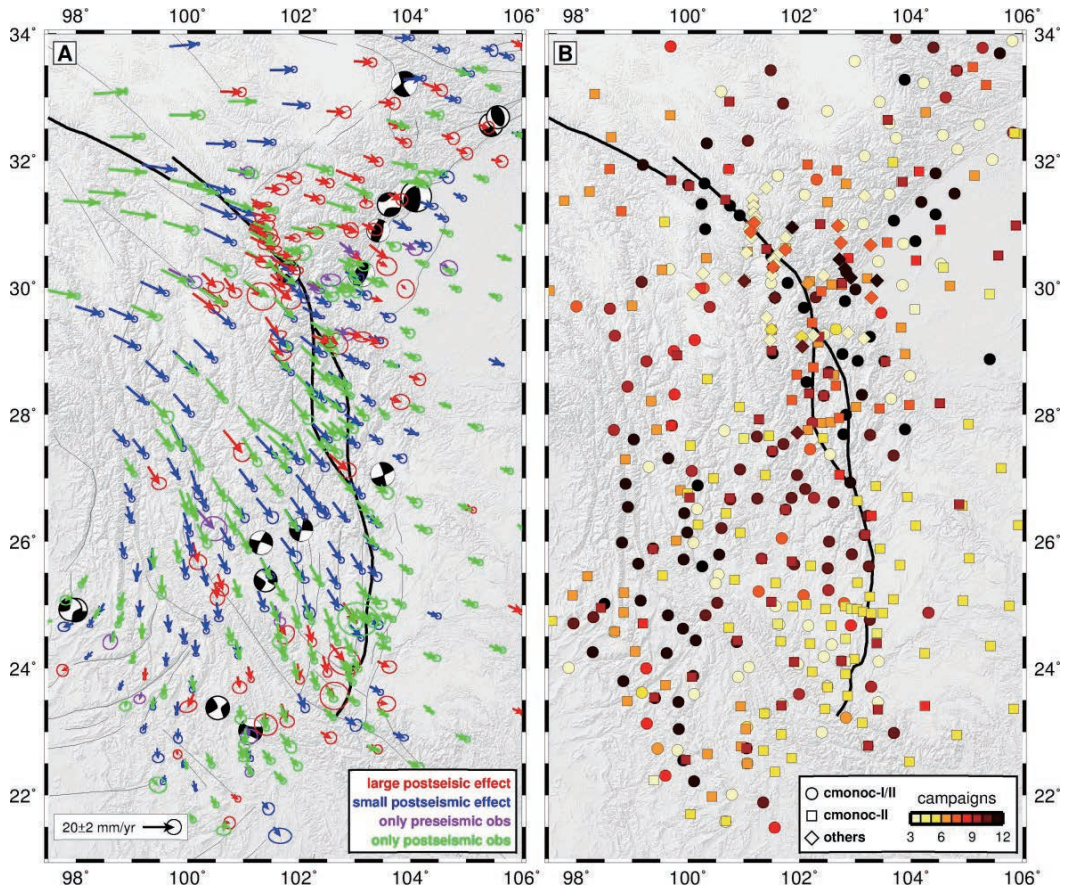 98 100 102 104 106 98 100 102 104 106
34° A B 34°
32° 32°
30° 30°
28° 28°
26° 26°
24° 24°
22° 22°
large postseisic effect
small postseismic effect
only preseismic obs
only postseismic obs
20±2 mm/yr
cmonoc-I/II
cmonoc-II
others
campaigns
3 6 9 12
98 100 102 104 106 98 100 102 104 106